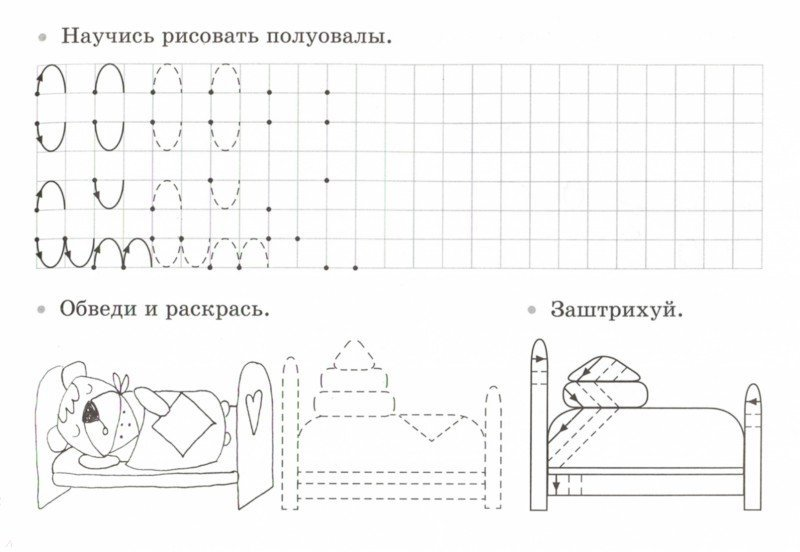 Научись рисовать полуовалы.
Обведи и раскрась.
Заштрихуй.